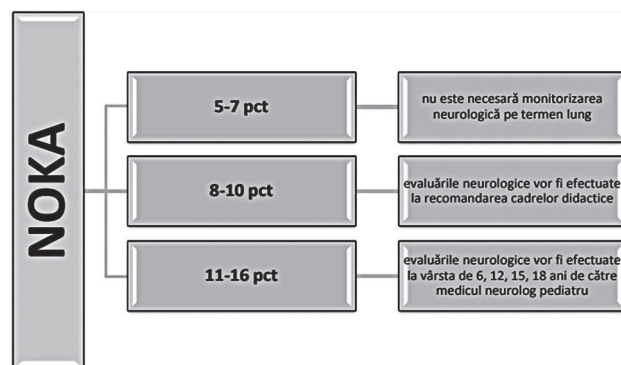 NOKA
5-7 pct
nu este necesară monitorizarea
neurologică pe termen lung
8-10 pct
evaluările neurologice vor fi efectuate
la recomandarea cadrelor didactice
11-16 pct
evaluările neurologice vor fi efectuate
la vârsta de 6, 12, 15, 18 ani de către
medicul neurolog pediatru